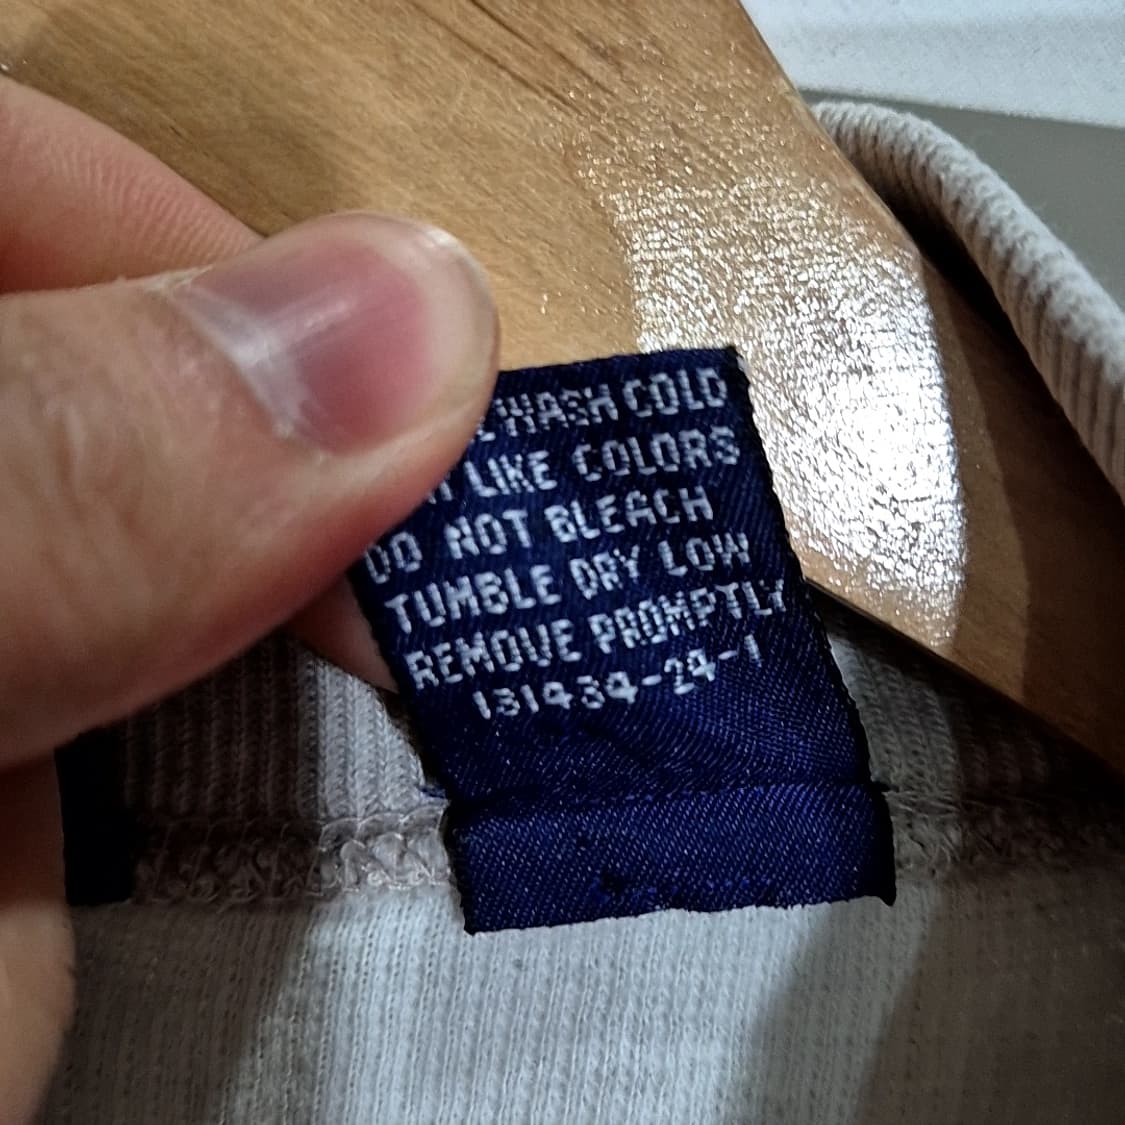 WASH COLD
LIKE COLORS
DO NOT BLEACH
TUMBLE DRY LOW
REMOVE PROMPTLY
131434-24-1